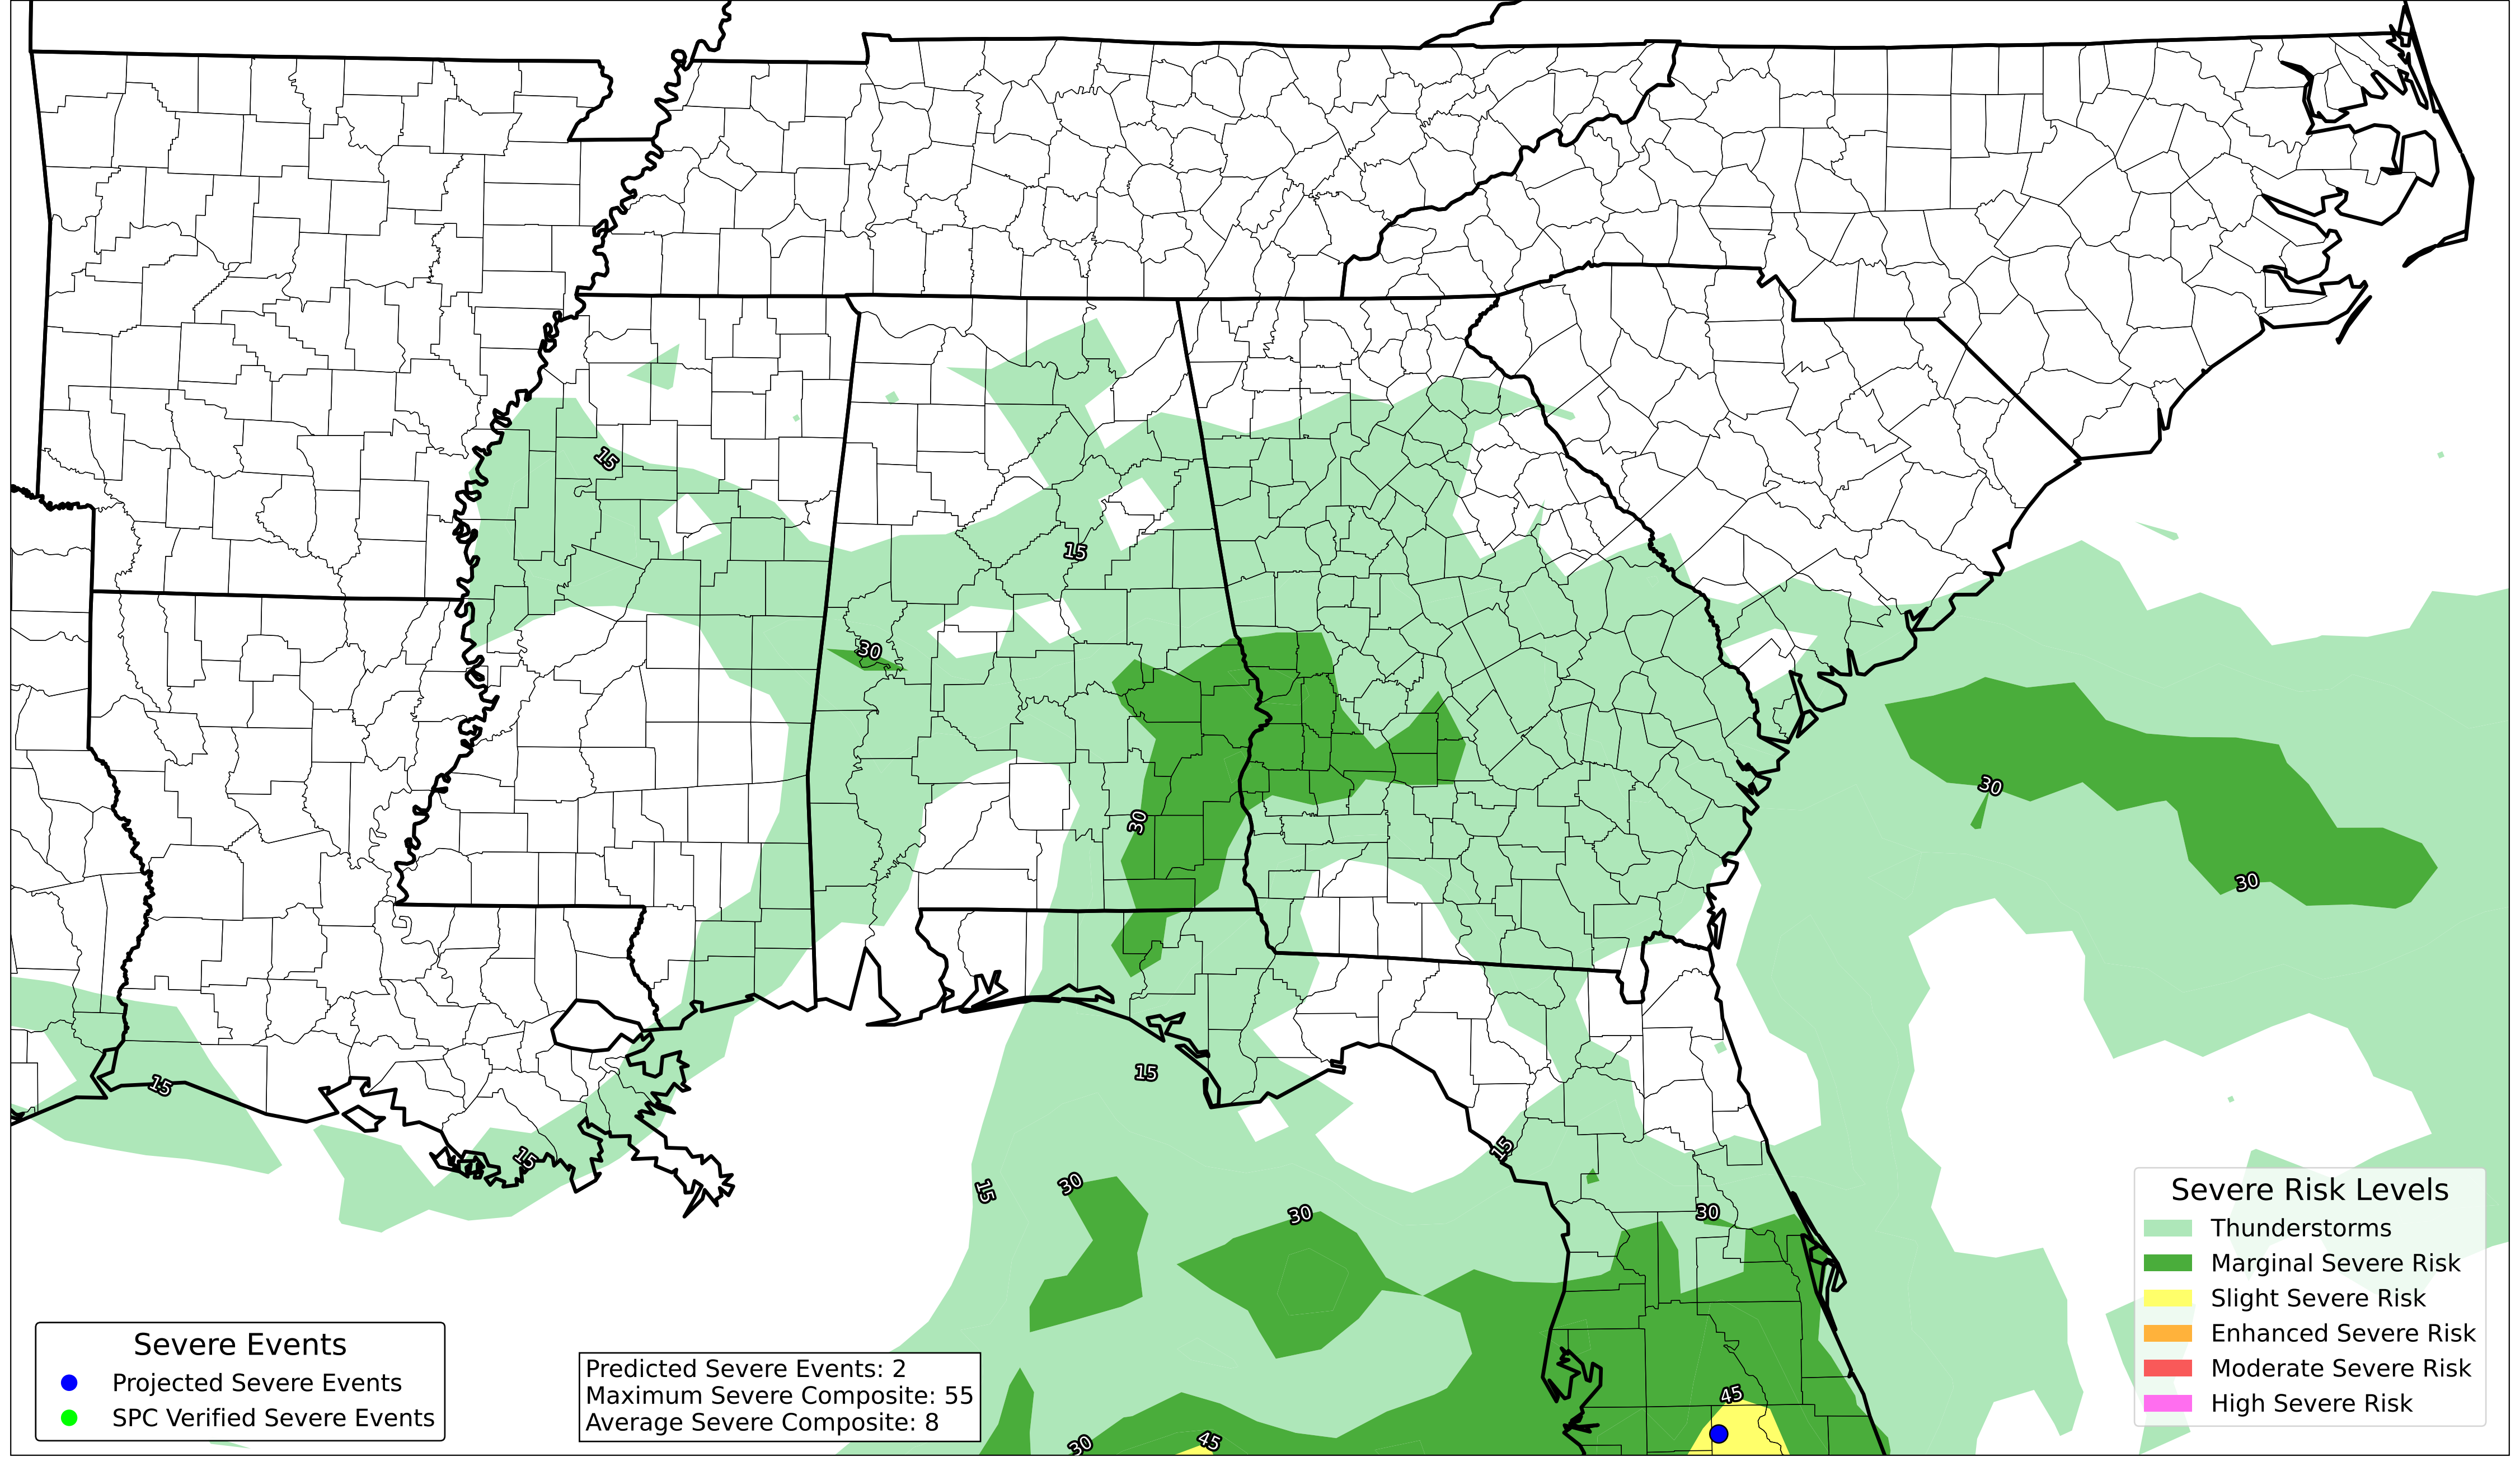 15
15
30
30
30
30
15
15
15
15
30
30
30
15
45
30
45
Severe Risk Levels
Thunderstorms
Marginal Severe Risk
Slight Severe Risk
Enhanced Severe Risk
Moderate Severe Risk
High Severe Risk
Severe Events
Projected Severe Events
SPC Verified Severe Events
Predicted Severe Events: 2
Maximum Severe Composite: 55
Average Severe Composite: 8